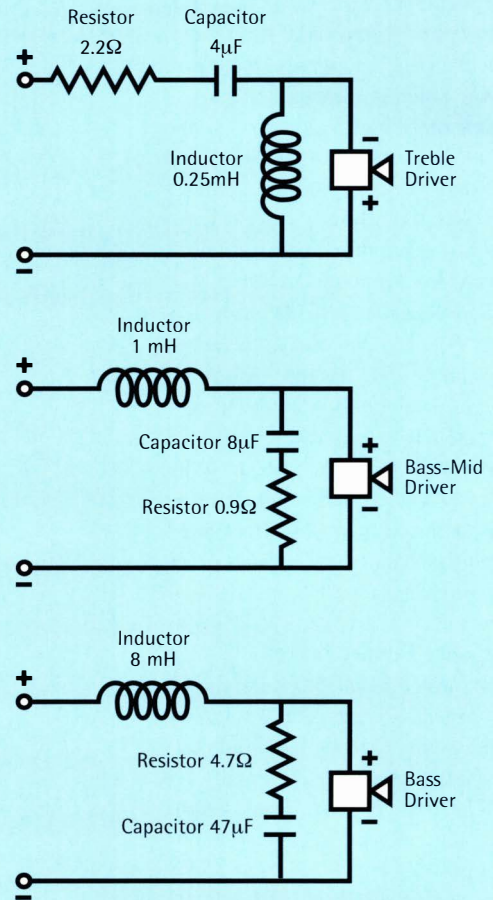 Resistor Capacitor
2.2Ω 4µF
+
−
Inductor
0.25mH
Treble
Driver
+
−
Inductor
1 mH
+
+
Capacitor 8µF
Bass-Mid
Driver
−
Resistor 0.9Ω
−
Inductor
8 mH
+
+
Resistor 4.7Ω
Bass
Driver
−
Capacitor 47µF
−